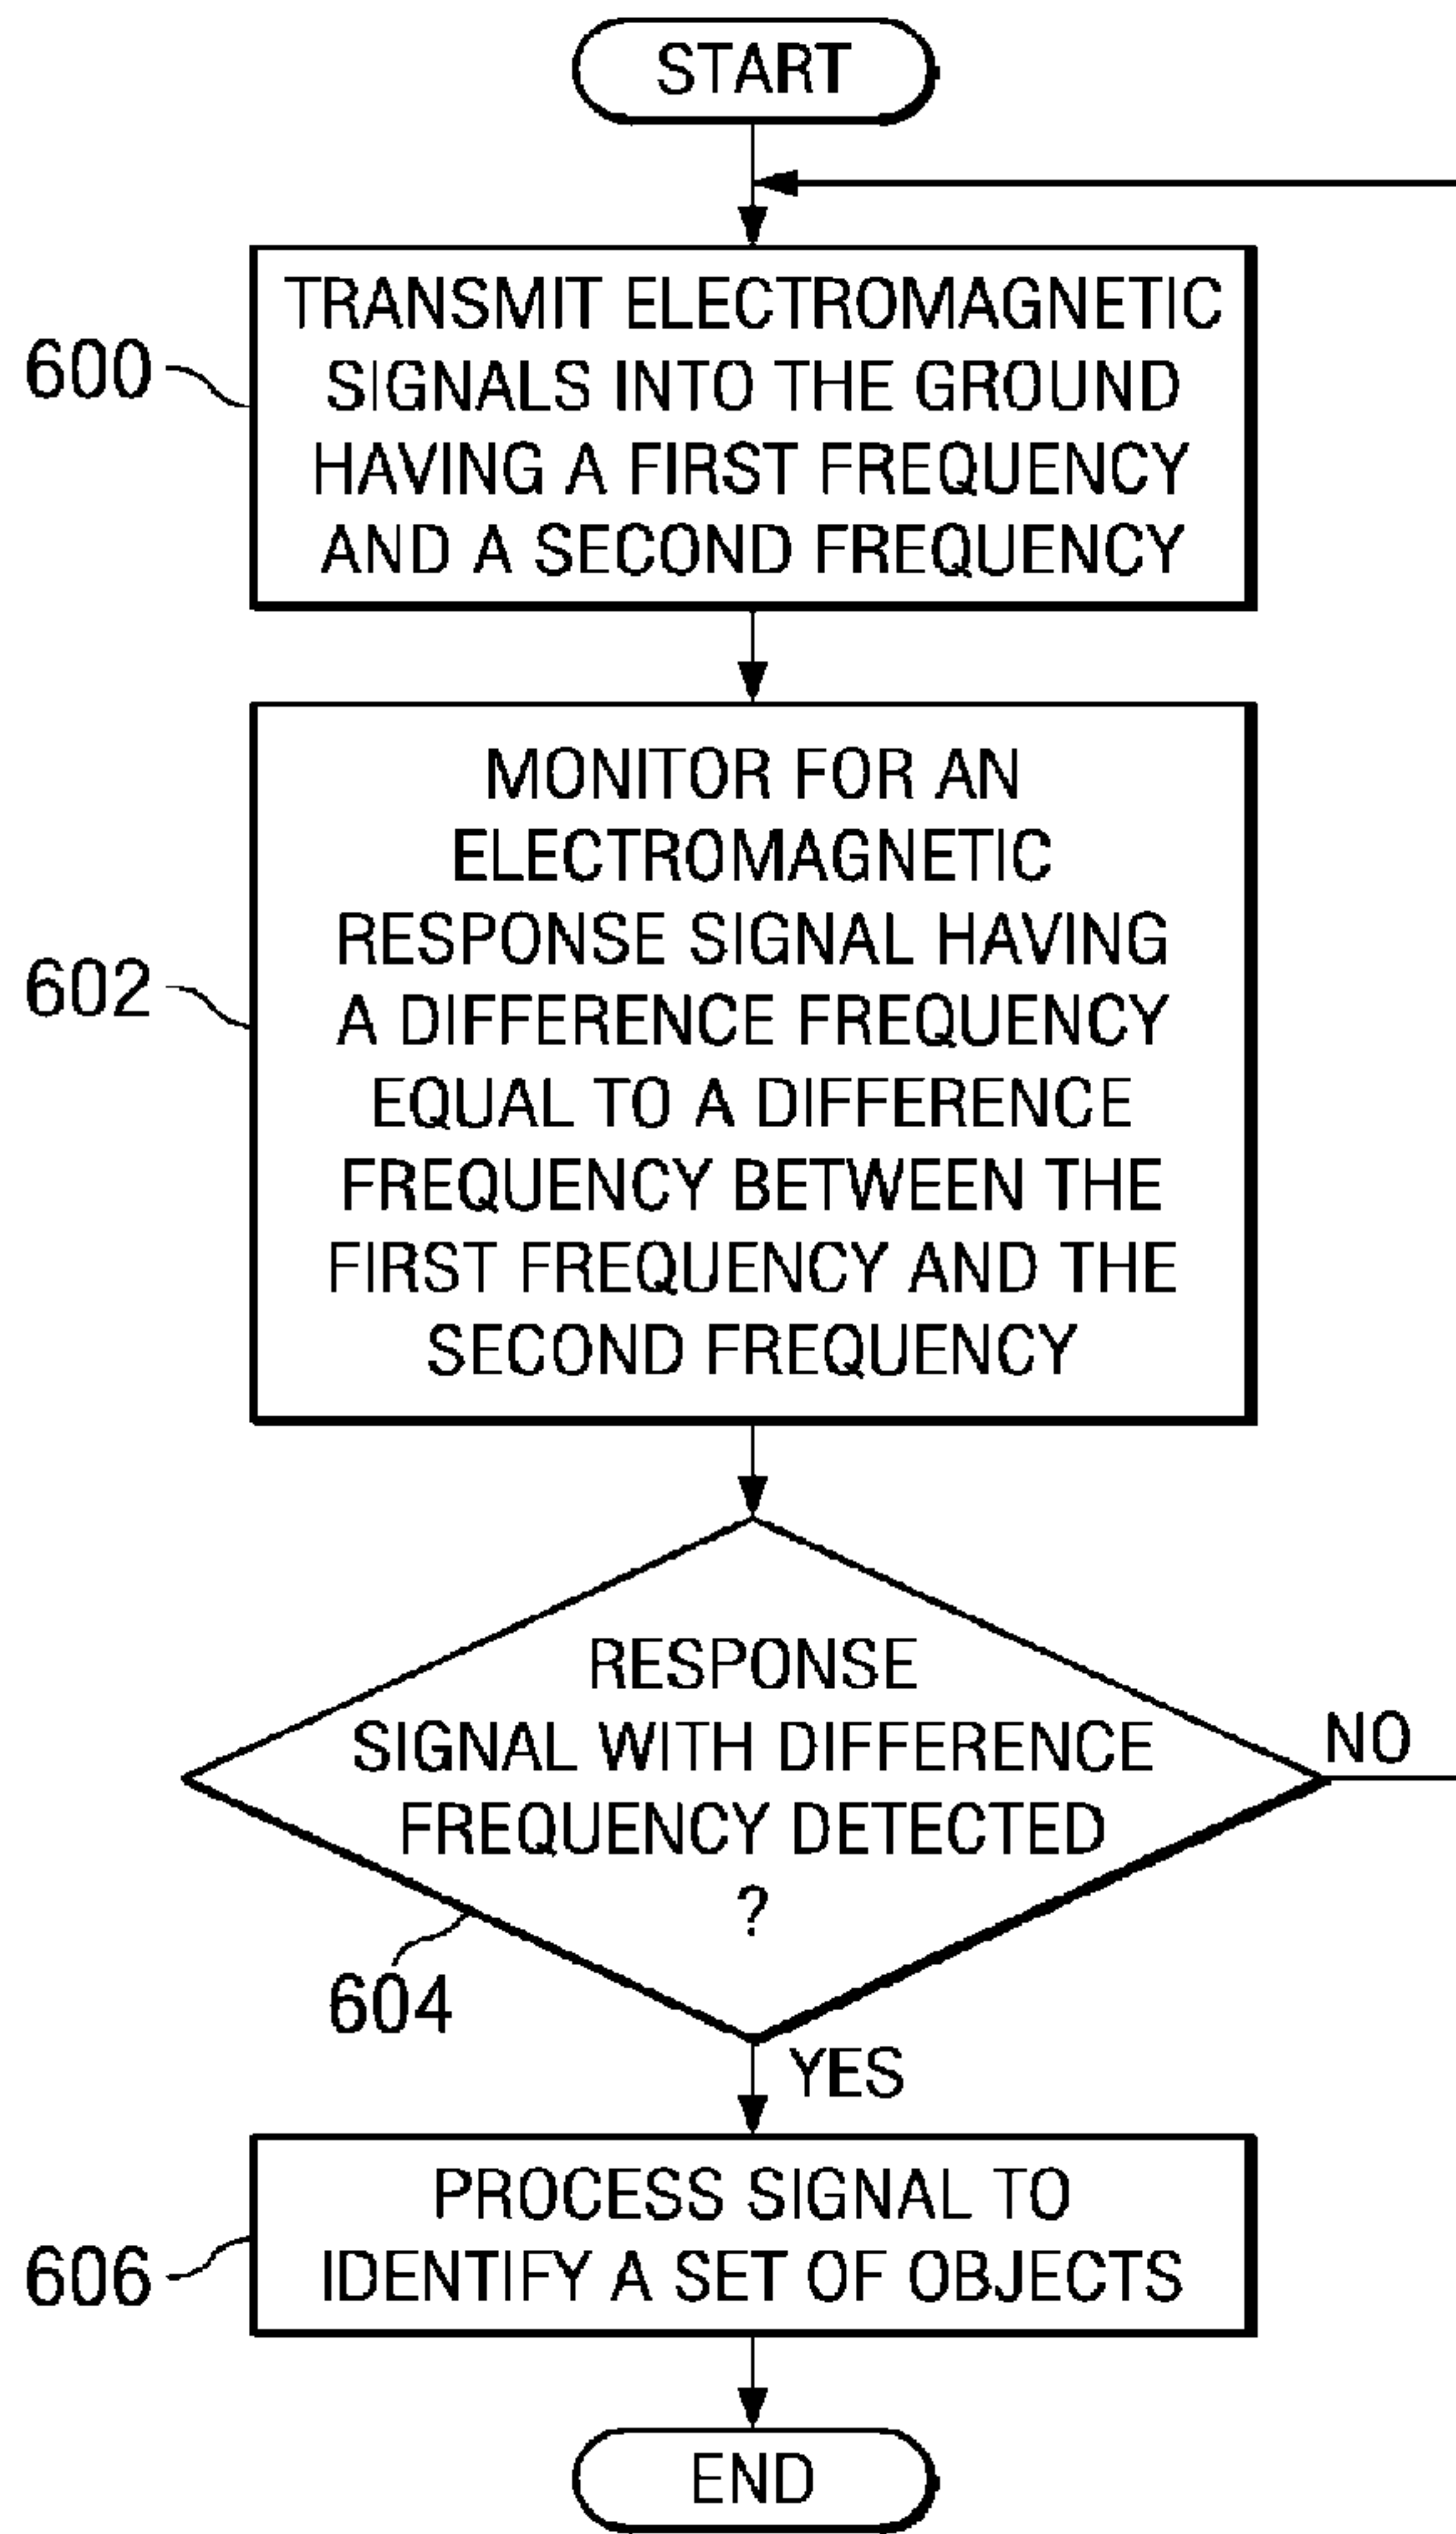 START
TRANSMIT ELECTROMAGNETIC
SIGNALS INTO THE GROUND
HAVING A FIRST FREQUENCY
AND A SECOND FREQUENCY
600
MONITOR FOR AN
ELECTROMAGNETIC
RESPONSE SIGNAL HAVING
A DIFFERENCE FREQUENCY
EQUAL TO A DIFFERENCE
FREQUENCY BETWEEN THE
FIRST FREQUENCY AND THE
SECOND FREQUENCY
602
RESPONSE
SIGNAL WITH DIFFERENCE
FREQUENCY DETECTED
?
NO
604
YES
PROCESS SIGNAL TO
IDENTIFY A SET OF OBJECTS
606
END